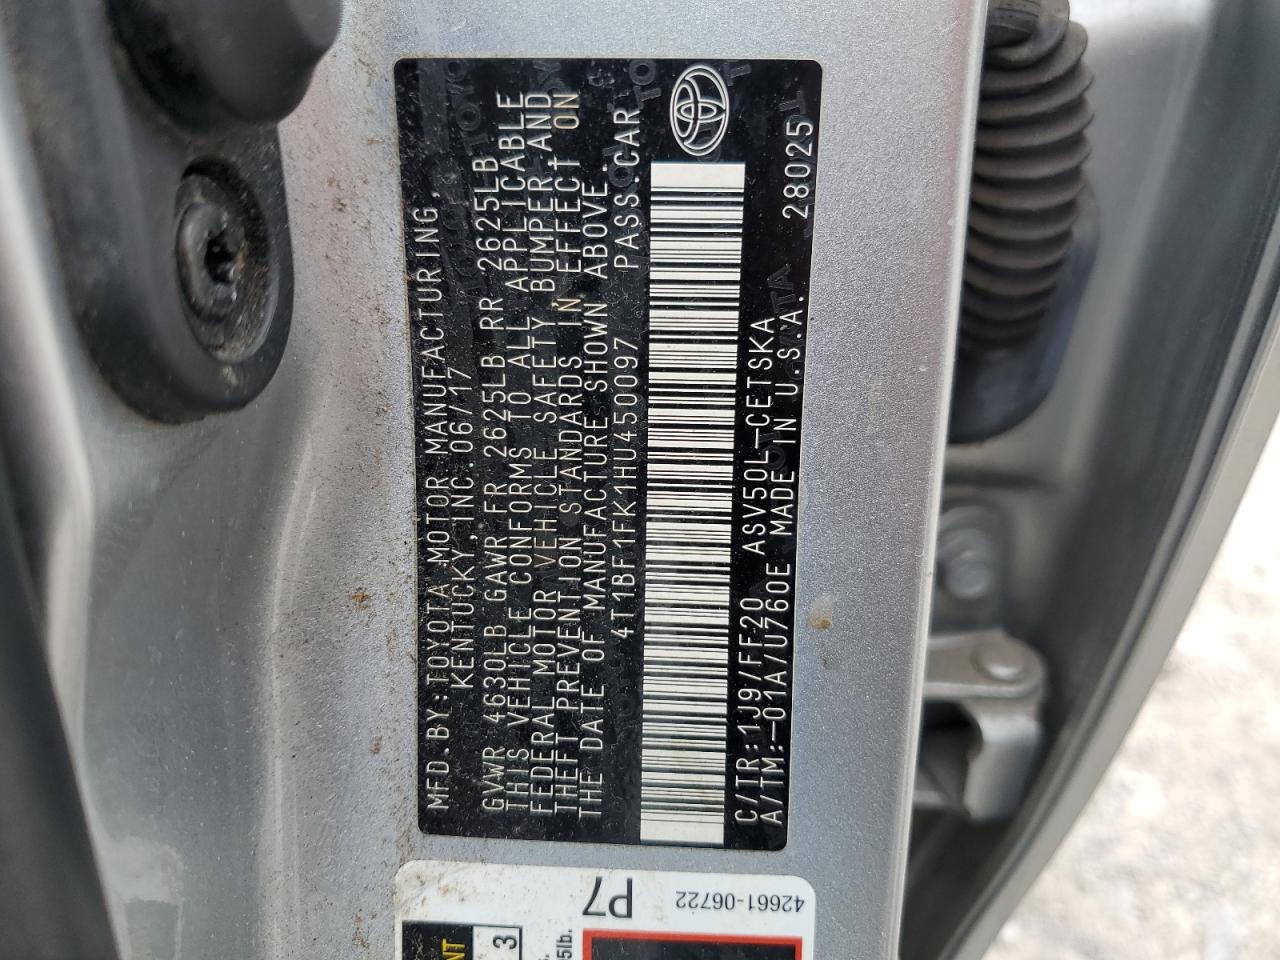 MFD.BY:TOYOTA MOTOR MANUFACTURING,
KENTUCKY,INC. 06/17
GVWR 4630LB GAWR FR 2625LB RR 2625LB
THIS VEHICLE CONFORMS TO ALL APPLICABLE
FEDERAL MOTOR VEHICLE SAFETY, BUMPER,AND
THEFT PREVENTION STANDARDS IN EFFECT ON
THE DATE OF MANUFACTURE SHOWN ABOVE.
4T1BF1FK1HU450097 PASS.CAR
C/TR:1J9/FF20 ASV50L-CETSKA
A/TM:-01A/U760E MADE IN U.S.A. 28025
P7
42661-06722
3
5lb.